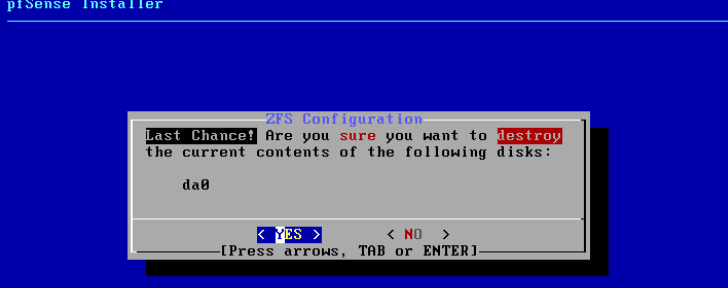 pfSense Installer
ZFS Configuration
Last Chance! Are you sure you want to destroy
the current contents of the following disks:
da0
< YES > < NO >
[Press arrows, TAB or ENTER]